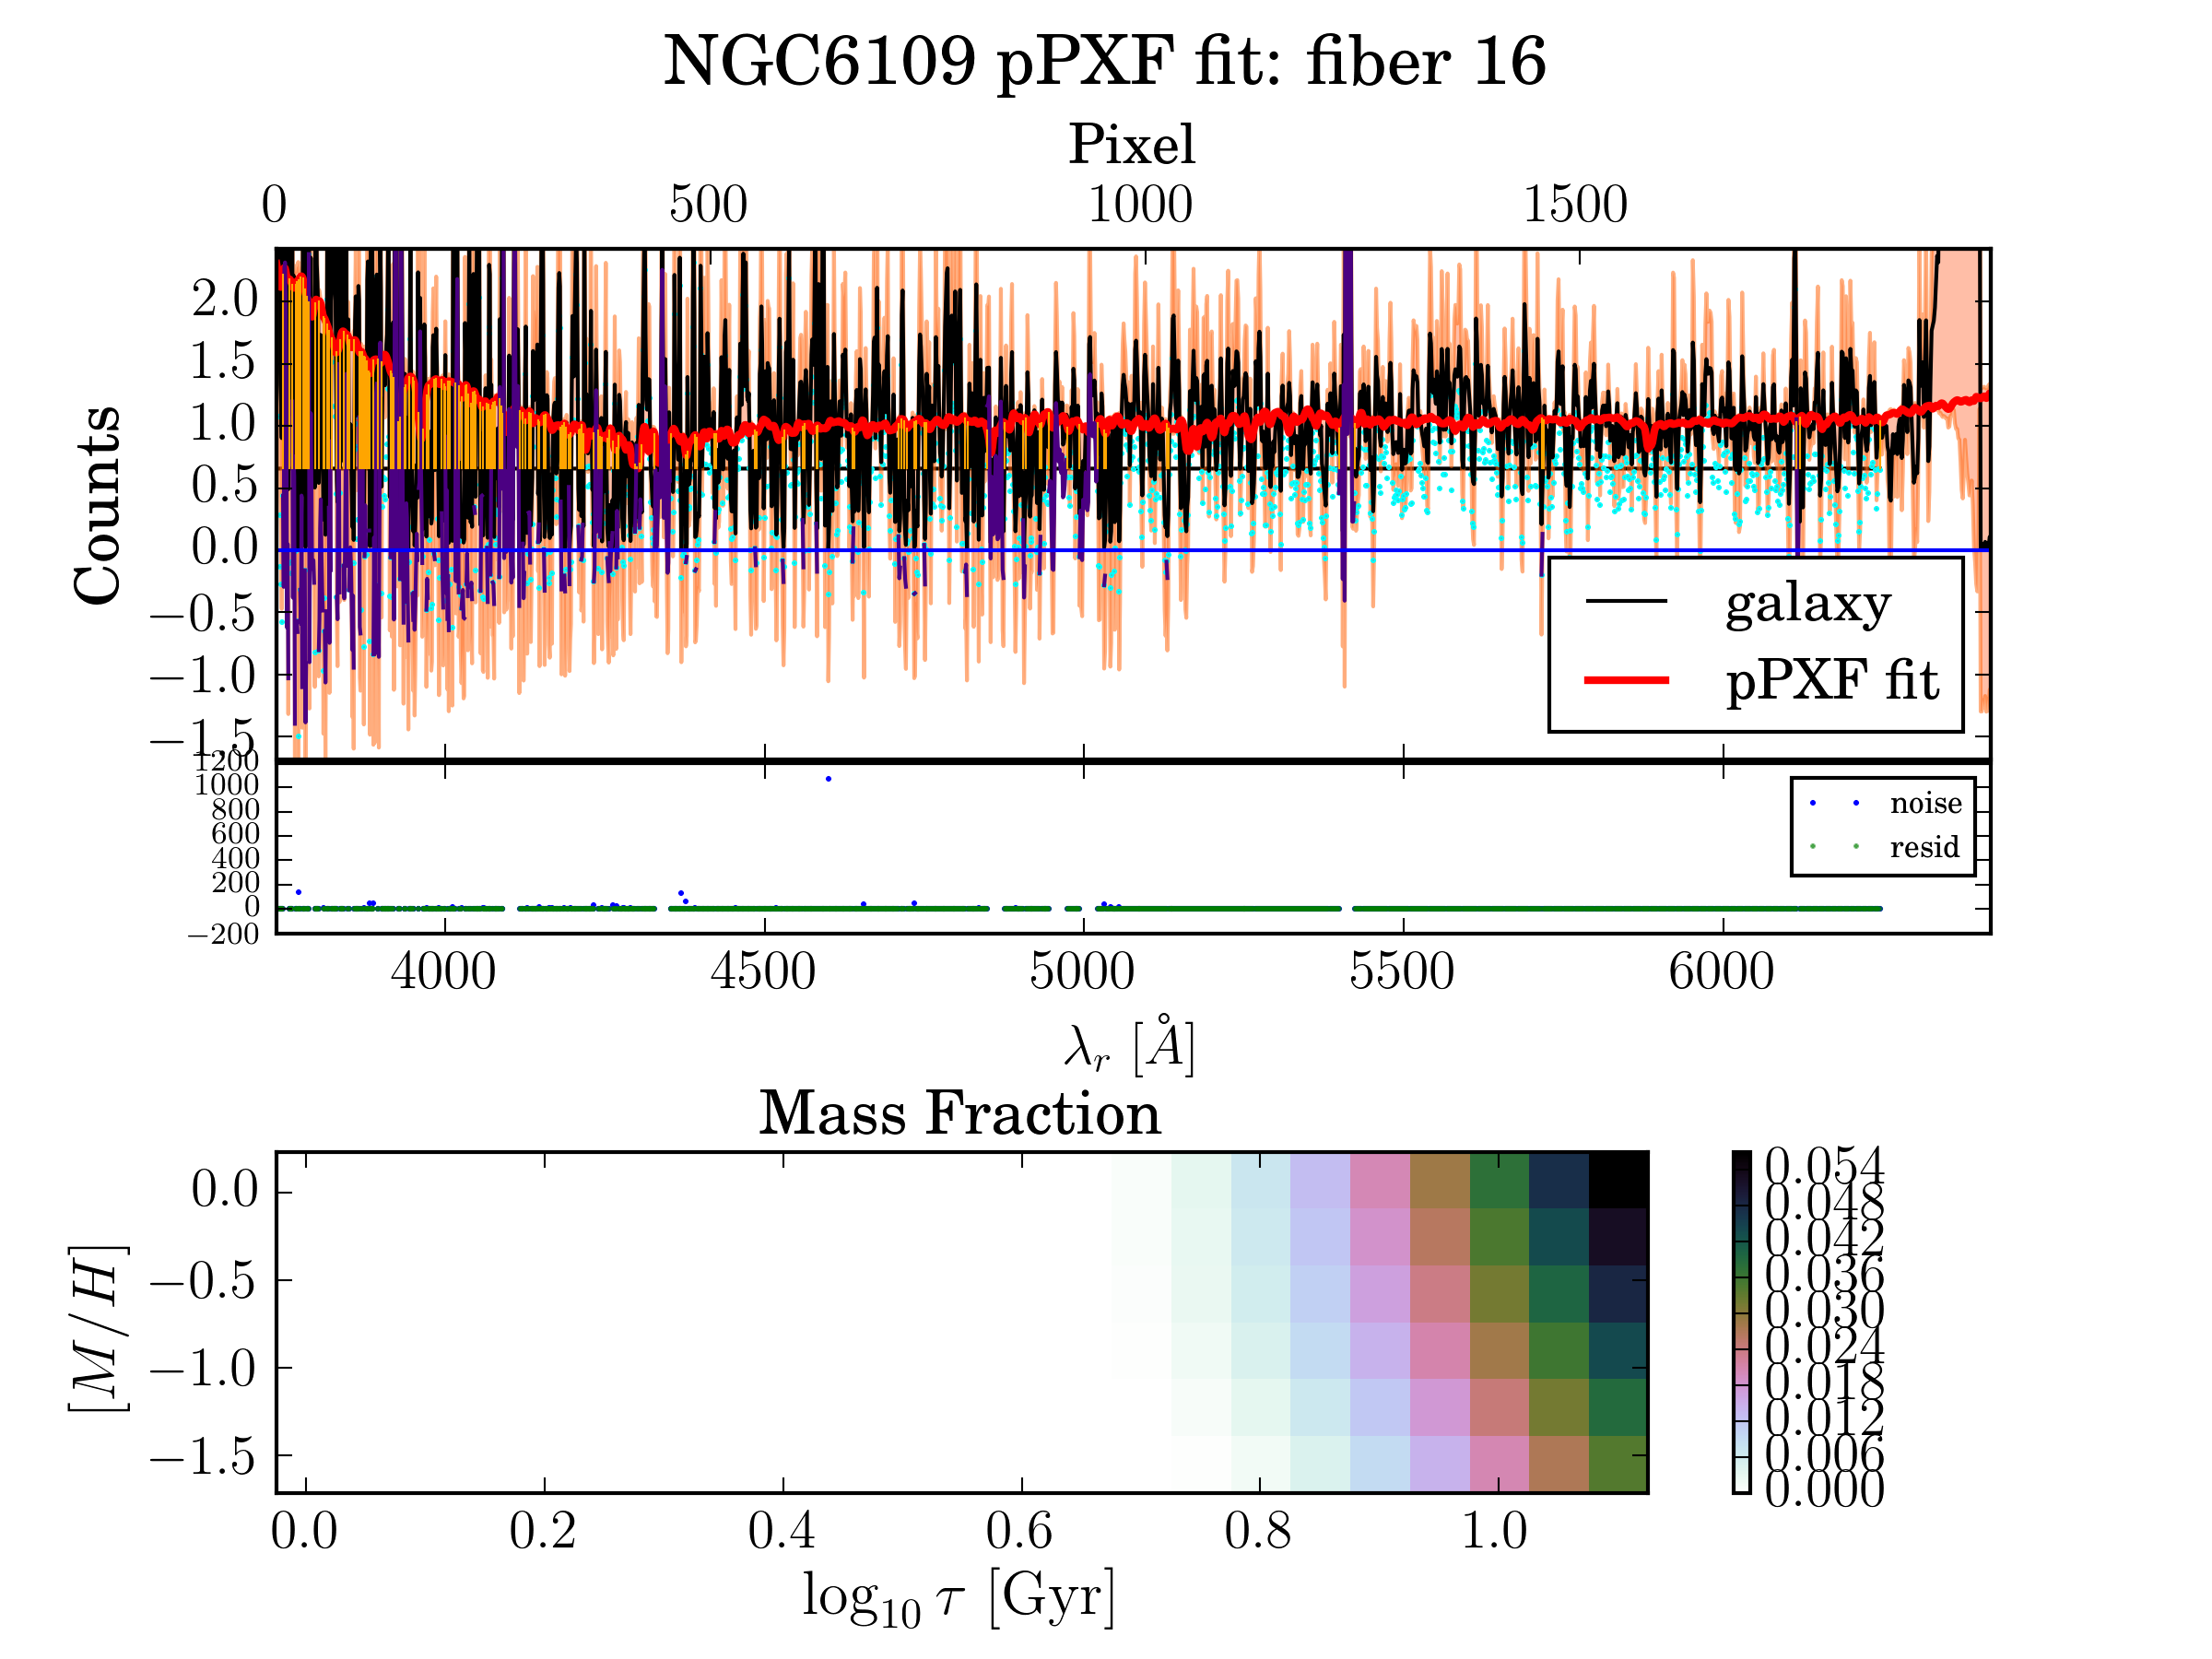 NGC6109 pPXF fit: fiber 16
Pixel
0 500 1000 1500
Counts
2.0
1.5
1.0
0.5
0.0
−0.5
−1.0
−1.5
galaxy
pPXF fit
1200
1000
800
600
400
200
0
−200
noise
resid
4000 4500 5000 5500 6000
λr [Å]
Mass Fraction
[M/H]
0.0
−0.5
−1.0
−1.5
0.0 0.2 0.4 0.6 0.8 1.0
log10 τ [Gyr]
0.054
0.048
0.042
0.036
0.030
0.024
0.018
0.012
0.006
0.000